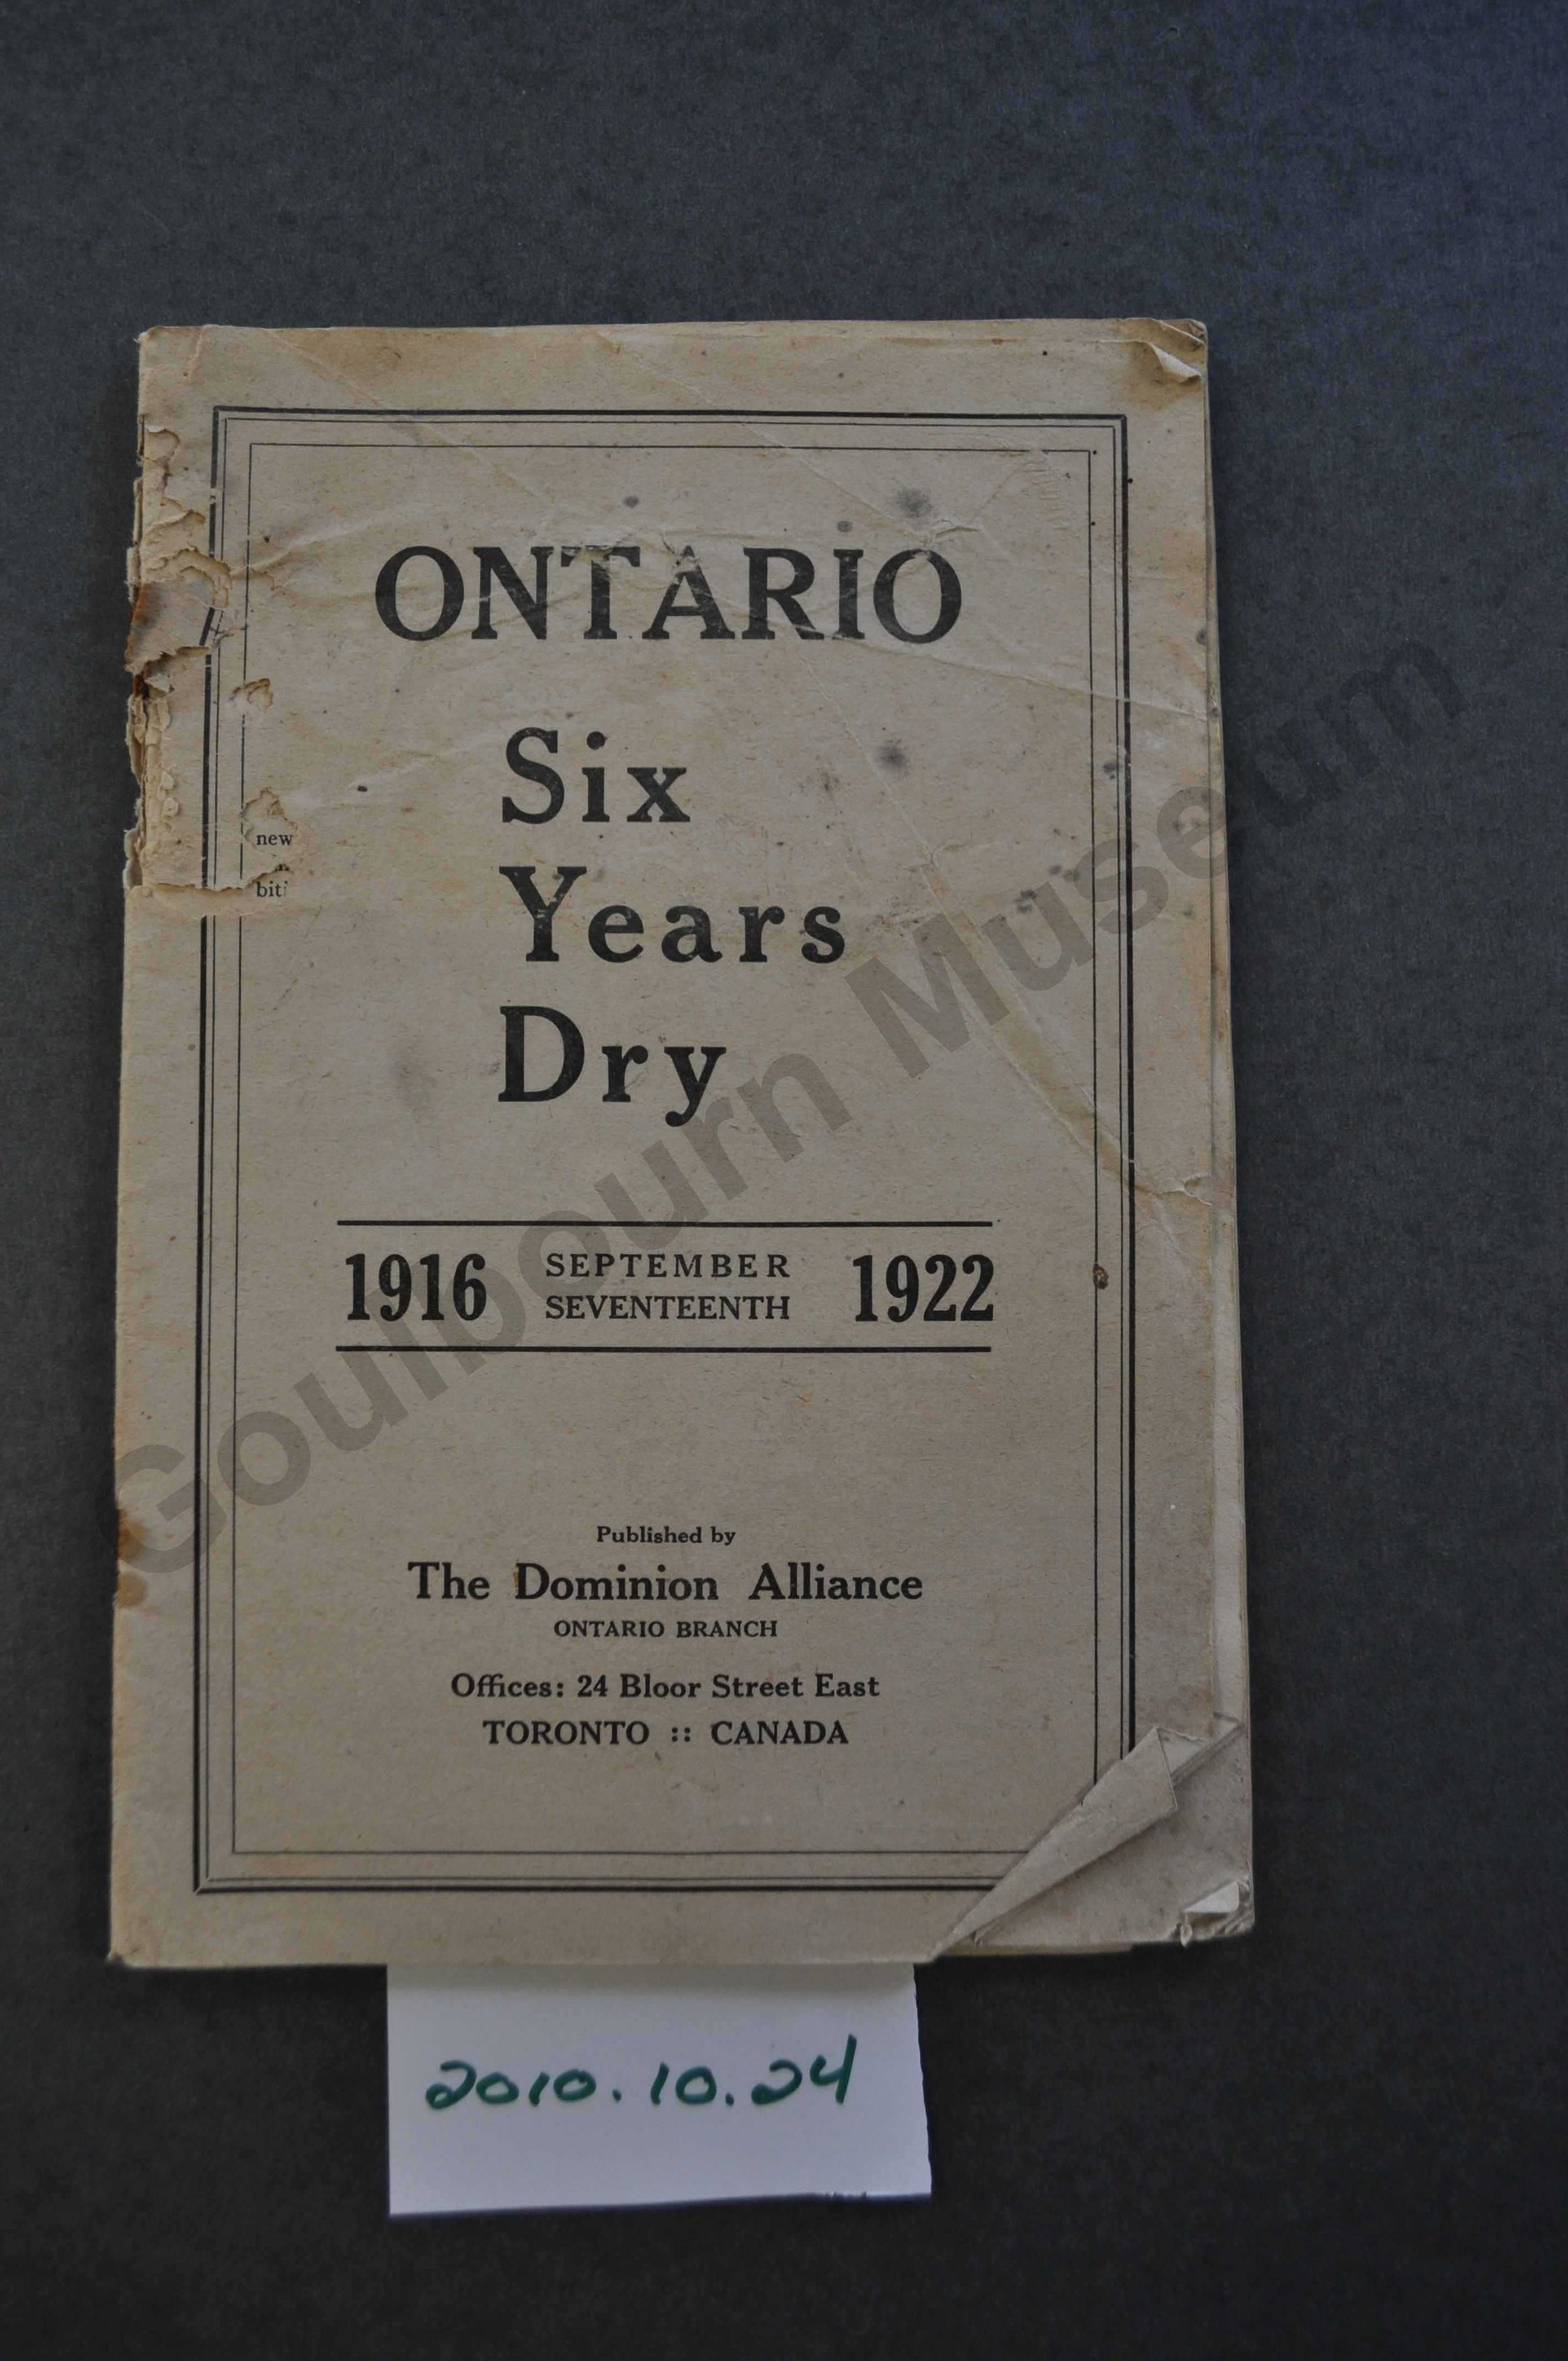 ONTARIO
Six
Years
Dry
new
1916 SEPTEMBER SEVENTEENTH 1922
Published by
The Dominion Alliance
ONTARIO BRANCH
Offices: 24 Bloor Street East
TORONTO :: CANADA
2010.10.24
Goulbourn Museum